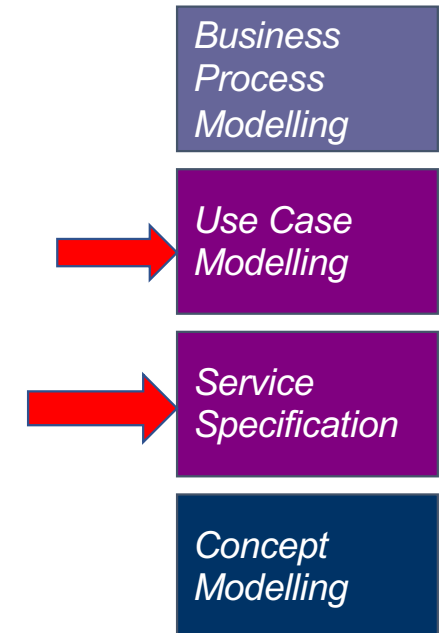 Business
Process
Modelling
Use Case
Modelling
Service
Specification
Concept
Modelling